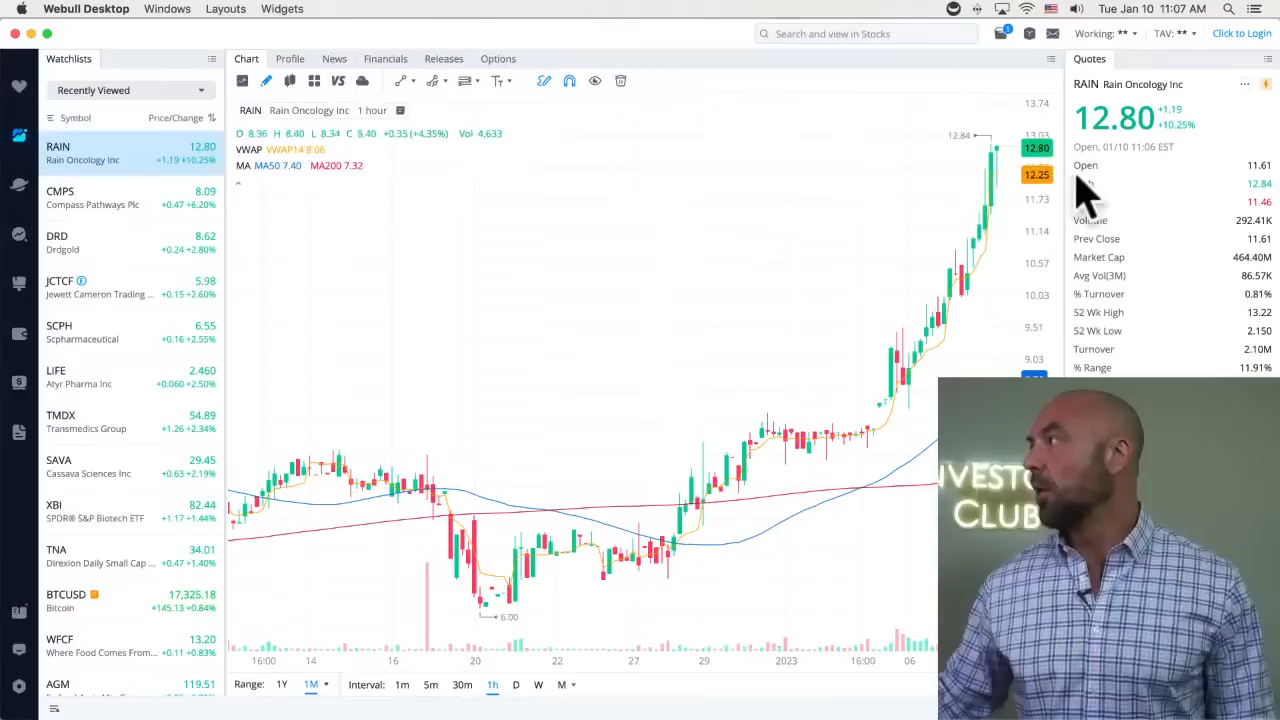 Webull Desktop Windows Layouts Widgets Tue Jan 10 11:07 AM
Search and view in Stocks 1 Working: ** TAV: ** Click to Login
Watchlists
Recently Viewed
Symbol Price/Change
RAIN 12.80
Rain Oncology Inc +1.19 +10.25%
CMPS 8.09
Compass Pathways Plc +0.47 +6.20%
DRD 8.62
Drdgold +0.24 +2.80%
JCTCF E 5.98
Jewett Cameron Trading ... +0.15 +2.60%
SCPH 6.55
Scpharmaceutical +0.16 +2.55%
LIFE 2.460
Atyr Pharma Inc +0.060 +2.50%
TMDX 54.89
Transmedics Group +1.26 +2.34%
SAVA 29.45
Cassava Sciences Inc +0.63 +2.19%
XBI 82.44
SPDR® S&P Biotech ETF +1.17 +1.44%
TNA 34.01
Direxion Daily Small Cap ... +0.47 +1.40%
BTCUSD 17,325.18
Bitcoin +145.13 +0.84%
WFCF 13.20
Where Food Comes From... +0.11 +0.83%
AGM 119.51
Chart Profile News Financials Releases Options
VS T
RAIN Rain Oncology Inc 1 hour
O 8.36 H 8.40 L 8.34 C 8.40 +0.35 (+4.35%) Vol 4,633
VWAP VWAP14 8.06
MA MA50 7.40 MA200 7.32
12.84
6.00
13.74
13.03
12.80
12.25
11.73
11.14
10.57
10.03
9.51
9.03
16:00 14 16 20 22 27 29 2023 16:00 06
Range: 1Y 1M Interval: 1m 5m 30m 1h D W M
Quotes
RAIN Rain Oncology Inc
12.80 +1.19
+10.25%
Open, 01/10 11:06 EST
Open 11.61
12.84
11.46
Volume 292.41K
Prev Close 11.61
Market Cap 464.40M
Avg Vol(3M) 86.57K
% Turnover 0.81%
52 Wk High 13.22
52 Wk Low 2.150
Turnover 2.10M
% Range 11.91%
CLUB